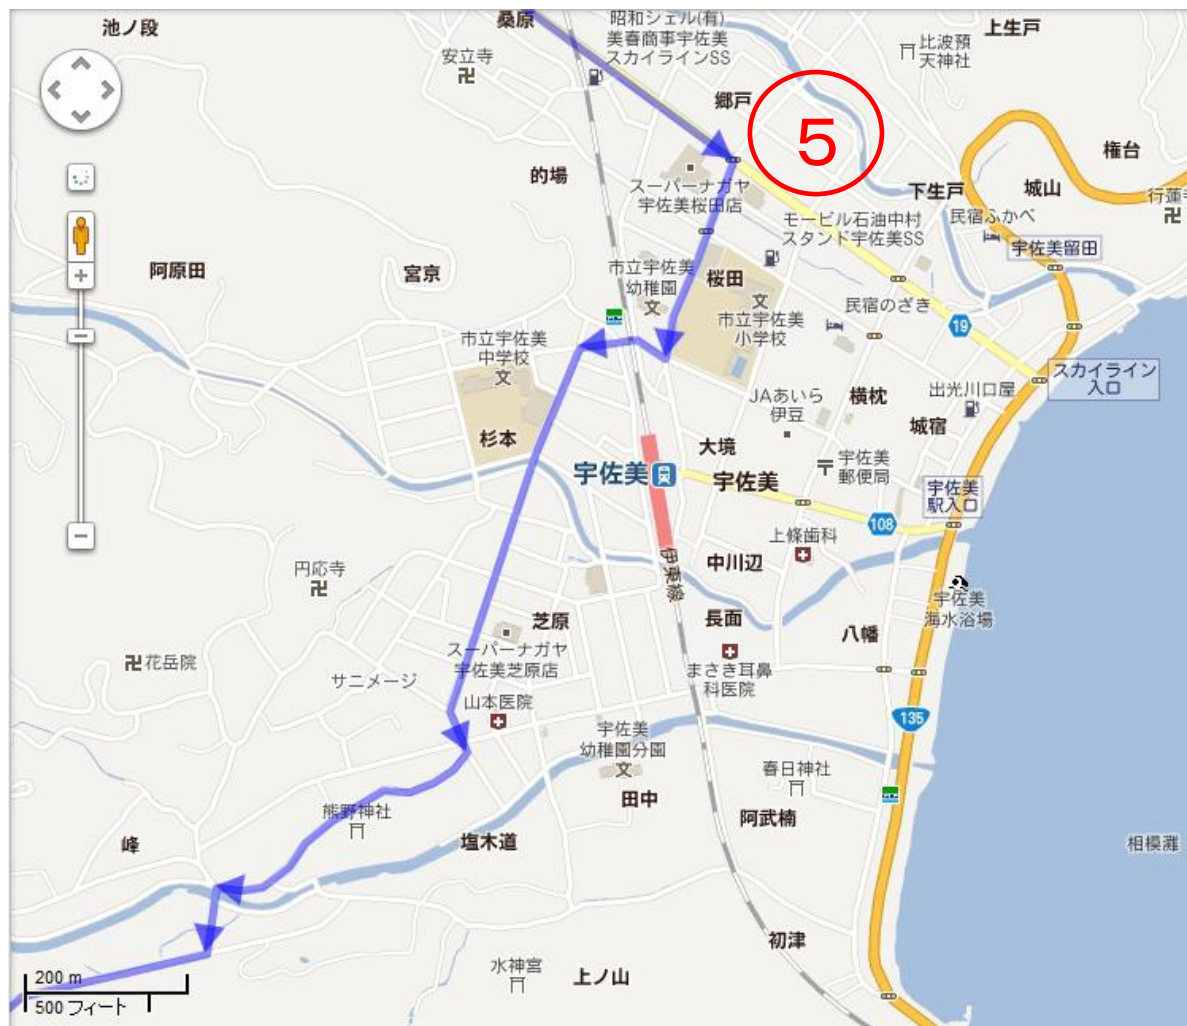 池ノ段
桑原
昭和シェル(有)
美春商事宇佐美
スカイラインSS
上生戸
安立寺
比波預
天神社
郷戸
5
権台
的場
スーパーナガヤ
宇佐美桜田店
下生戸
城山
行蓮寺
民宿ふかべ
モービル石油中村
スタンド宇佐美SS
宇佐美留田
阿原田
宮京
市立宇佐美
幼稚園
文
桜田
文
市立宇佐美
小学校
民宿のざき
19
市立宇佐美
中学校
文
スカイライン
入口
JAあいら
伊豆
横枕
出光川口屋
城宿
杉本
大境
宇佐美
宇佐美
宇佐美
郵便局
宇佐美
駅入口
108
上條歯科
円応寺
中川辺
伊東線
宇佐美
海水浴場
芝原
長面
八幡
花岳院
スーパーナガヤ
宇佐美芝原店
サニメージ
まさき耳鼻
科医院
山本医院
135
宇佐美
幼稚園分園
文
春日神社
田中
熊野神社
阿武楠
峰
塩木道
相模灘
初津
水神宮
上ノ山
200 m
500 フィート